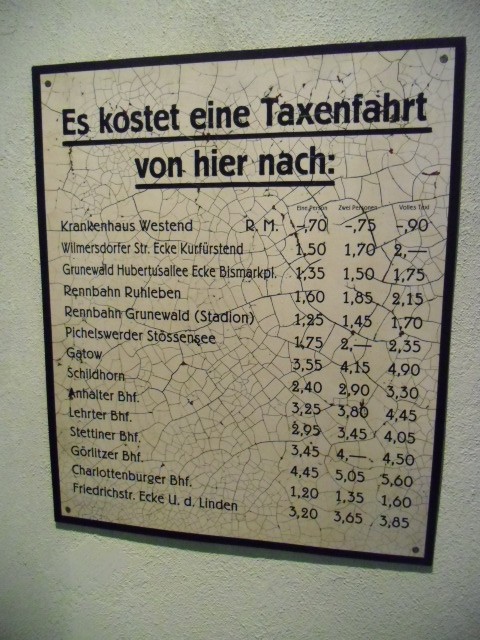 Es kostet eine Taxenfahrt
von hier nach:
Eine Person Zwei Personen Volles Taxi
Krankenhaus Westend R. M. -,70 -,75 -,90
Wilmersdorfer Str. Ecke Kurfürstend 1,50 1,70 2,—
Grunewald Hubertusallee Ecke Bismarkpl. 1,35 1,50 1,75
Rennbahn Ruhleben 1,60 1,85 2,15
Rennbahn Grunewald (Stadion) 1,25 1,45 1,70
Pichelswerder Stössensee 1,75 2,— 2,35
Gatow 3,55 4,15 4,90
Schildhorn 2,40 2,90 3,30
Anhalter Bhf. 3,25 3,80 4,45
Lehrter Bhf. 2,95 3,45 4,05
Stettiner Bhf. 3,45 4,— 4,50
Görlitzer Bhf. 4,45 5,05 5,60
Charlottenburger Bhf. 1,20 1,35 1,60
Friedrichstr. Ecke U. d. Linden 3,20 3,65 3,85